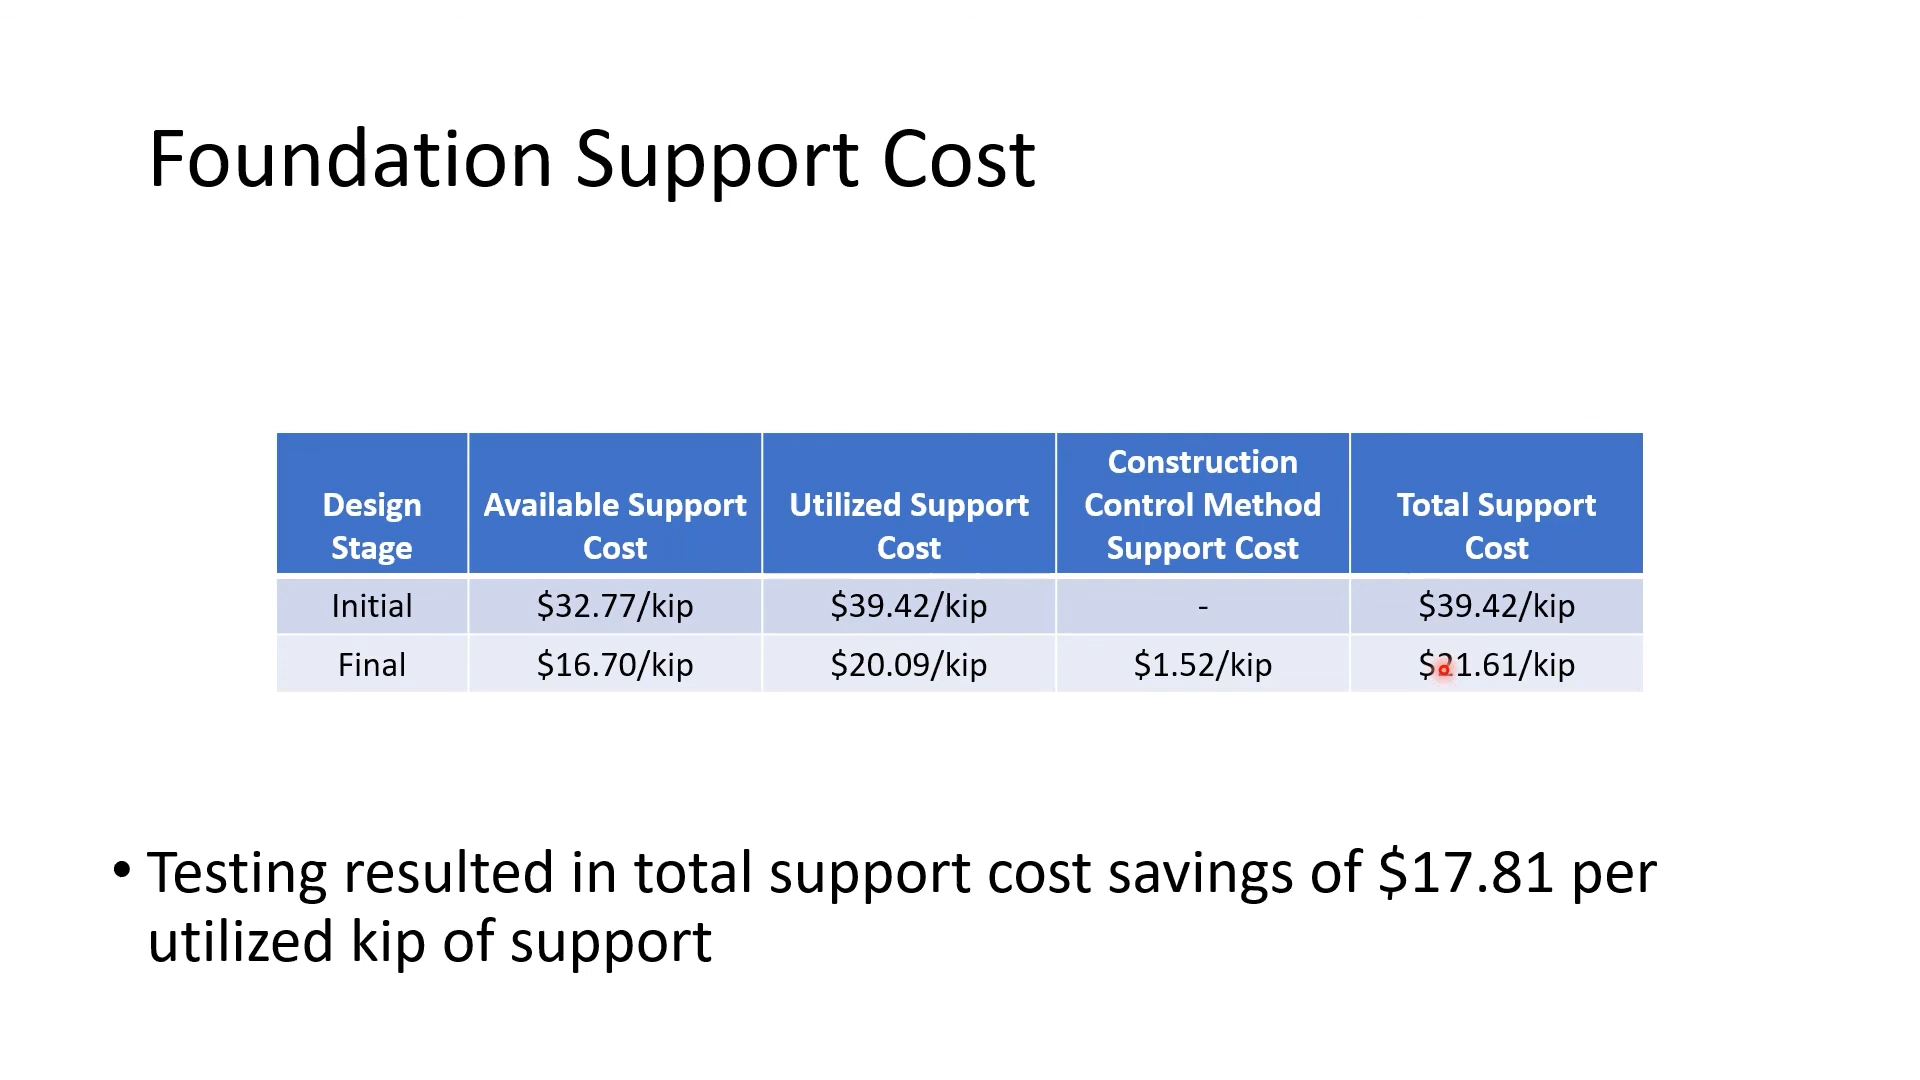 Foundation Support Cost
Design Stage | Available Support Cost | Utilized Support Cost | Construction Control Method Support Cost | Total Support Cost
Initial | $32.77/kip | $39.42/kip | - | $39.42/kip
Final | $16.70/kip | $20.09/kip | $1.52/kip | $21.61/kip
• Testing resulted in total support cost savings of $17.81 per
utilized kip of support